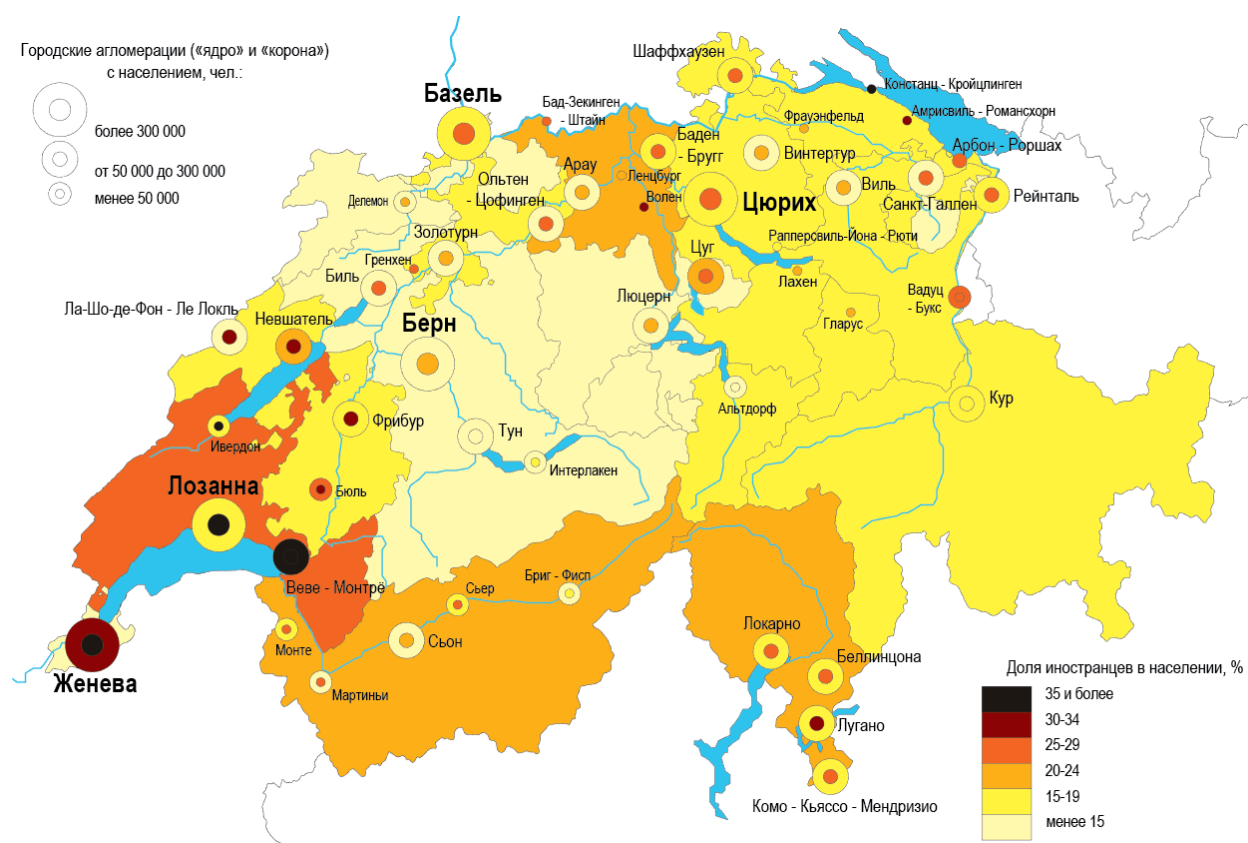 Городские агломерации («ядро» и «корона»)
с населением, чел.:
более 300 000
от 50 000 до 300 000
менее 50 000
Шаффхаузен
Констанц - Кройцлинген
Базель
Бад-Зекинген
- Штайн
Амрисвиль - Романсхорн
Фрауэнфельд
Баден
- Бругг
Арбон - Роршах
Винтертур
Арау
Ленцбург
Ольтен
- Цофинген
Виль
Рейнталь
Волен
Санкт-Галлен
Делемон
Цюрих
Золотурн
Рапперсвиль-Йона - Рюти
Гренхен
Цуг
Биль
Лахен
Вадуц
- Букс
Люцерн
Ла-Шо-де-Фон - Ле Локль
Невшатель
Берн
Гларус
Кур
Альтдорф
Фрибур
Тун
Ивердон
Интерлакен
Лозанна
Бюль
Бриг - Фисп
Веве - Монтрё
Сьер
Локарно
Монте
Сьон
Беллинцона
Женева
Мартиньи
Лугано
Комо - Кьяссо - Мендризио
Доля иностранцев в населении, %
35 и более
30-34
25-29
20-24
15-19
менее 15